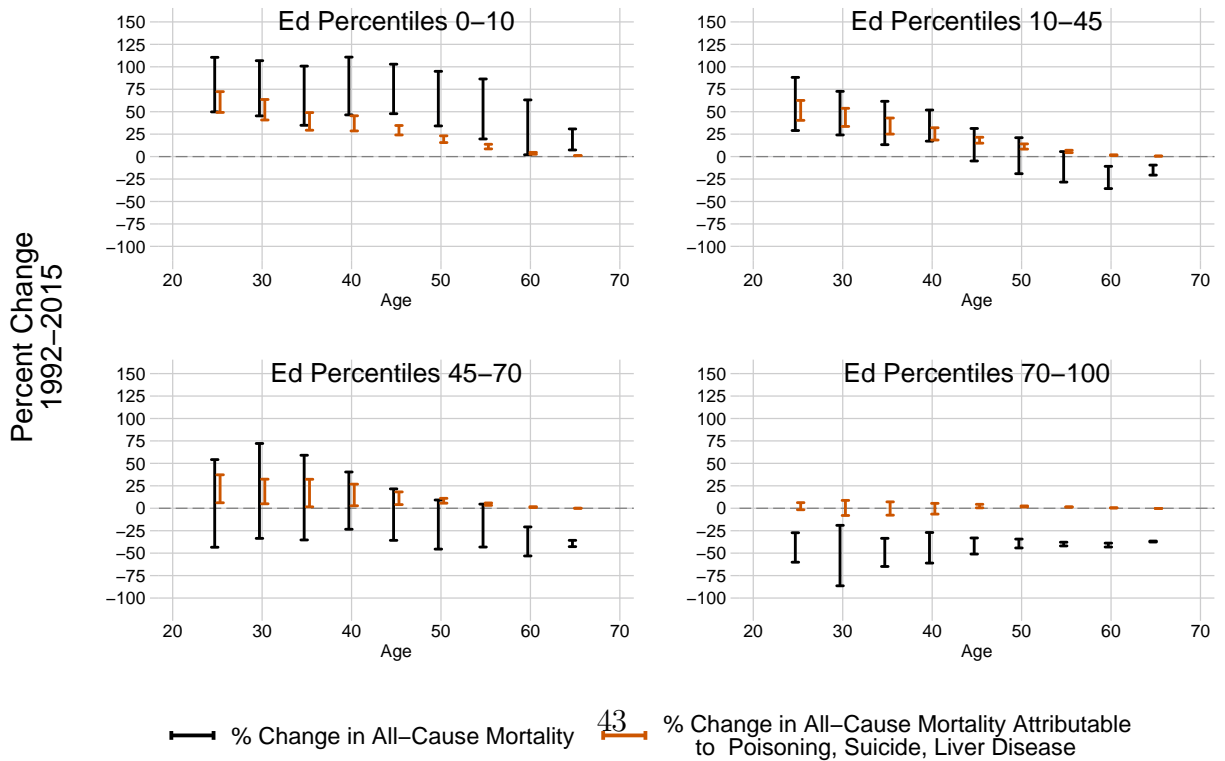 Percent Change
1992–2015
Ed Percentiles 0–10
150
125
100
75
50
25
0
−25
−50
−75
−100
20 30 40 50 60 70
Age
Ed Percentiles 10–45
150
125
100
75
50
25
0
−25
−50
−75
−100
20 30 40 50 60 70
Age
Ed Percentiles 45–70
150
125
100
75
50
25
0
−25
−50
−75
−100
20 30 40 50 60 70
Age
Ed Percentiles 70–100
150
125
100
75
50
25
0
−25
−50
−75
−100
20 30 40 50 60 70
Age
% Change in All−Cause Mortality
43
% Change in All−Cause Mortality Attributable
to Poisoning, Suicide, Liver Disease